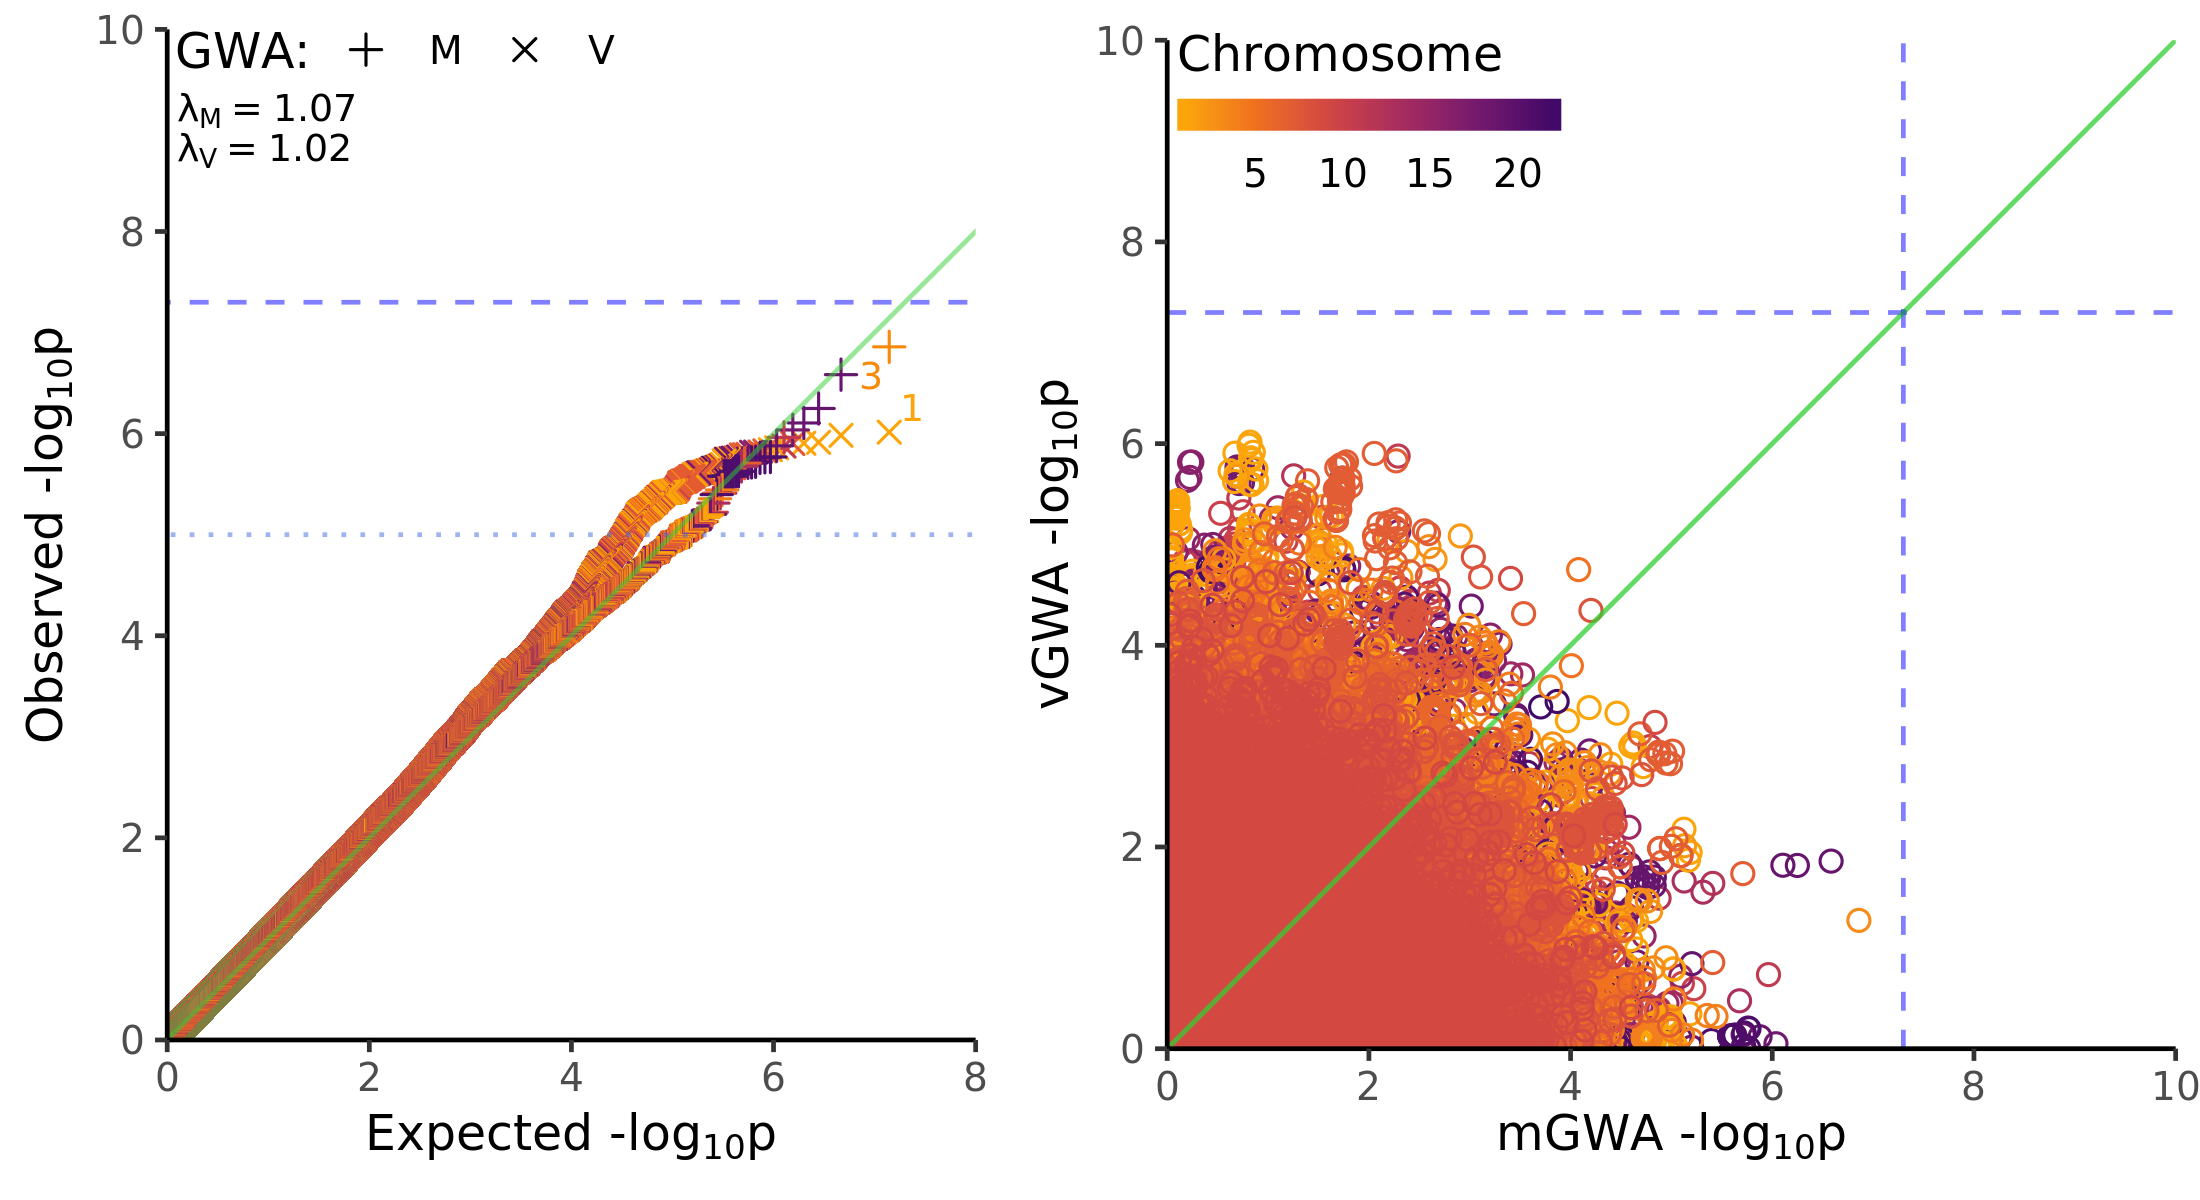 GWA: + M × V
λM = 1.07
λV = 1.02
10
8
6
4
2
0
3
1
0 2 4 6 8
Expected -log10p
Observed -log10p
Chromosome
5 10 15 20
10
8
6
4
2
0
0 2 4 6 8 10
mGWA -log10p
vGWA -log10p